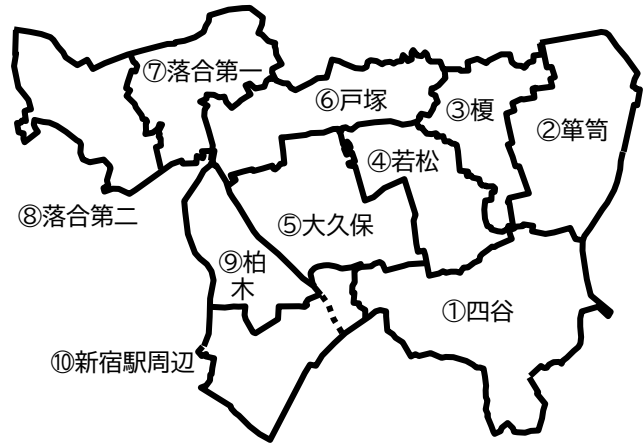 ⑦落合第一
⑥戸塚
③榎
②箪笥
④若松
⑧落合第二
⑤大久保
⑨柏
木
①四谷
⑩新宿駅周辺